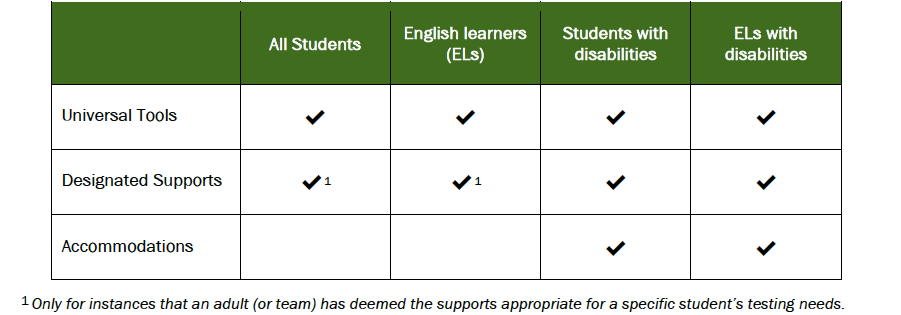 All Students English learners (ELs) Students with disabilities ELs with disabilities
Universal Tools ✔ ✔ ✔ ✔
Designated Supports ✔1 ✔1 ✔ ✔
Accommodations ✔ ✔
1 Only for instances that an adult (or team) has deemed the supports appropriate for a specific student's testing needs.